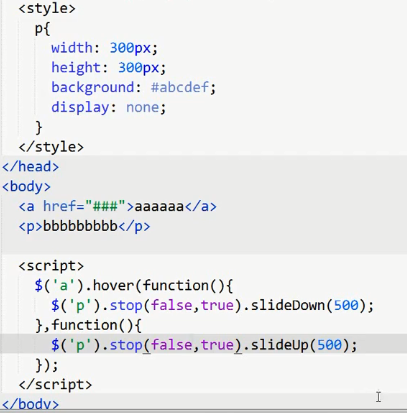 <style>
p{
width: 300px;
height: 300px;
background: #abcdef;
display: none;
}
</style>
</head>
<body>
<a href="###">aaaaaa</a>
<p>bbbbbbbbb</p>
<script>
$('a').hover(function(){
$('p').stop(false,true).slideDown(500);
},function(){
$('p').stop(false,true).slideUp(500);
});
</script>
</body>